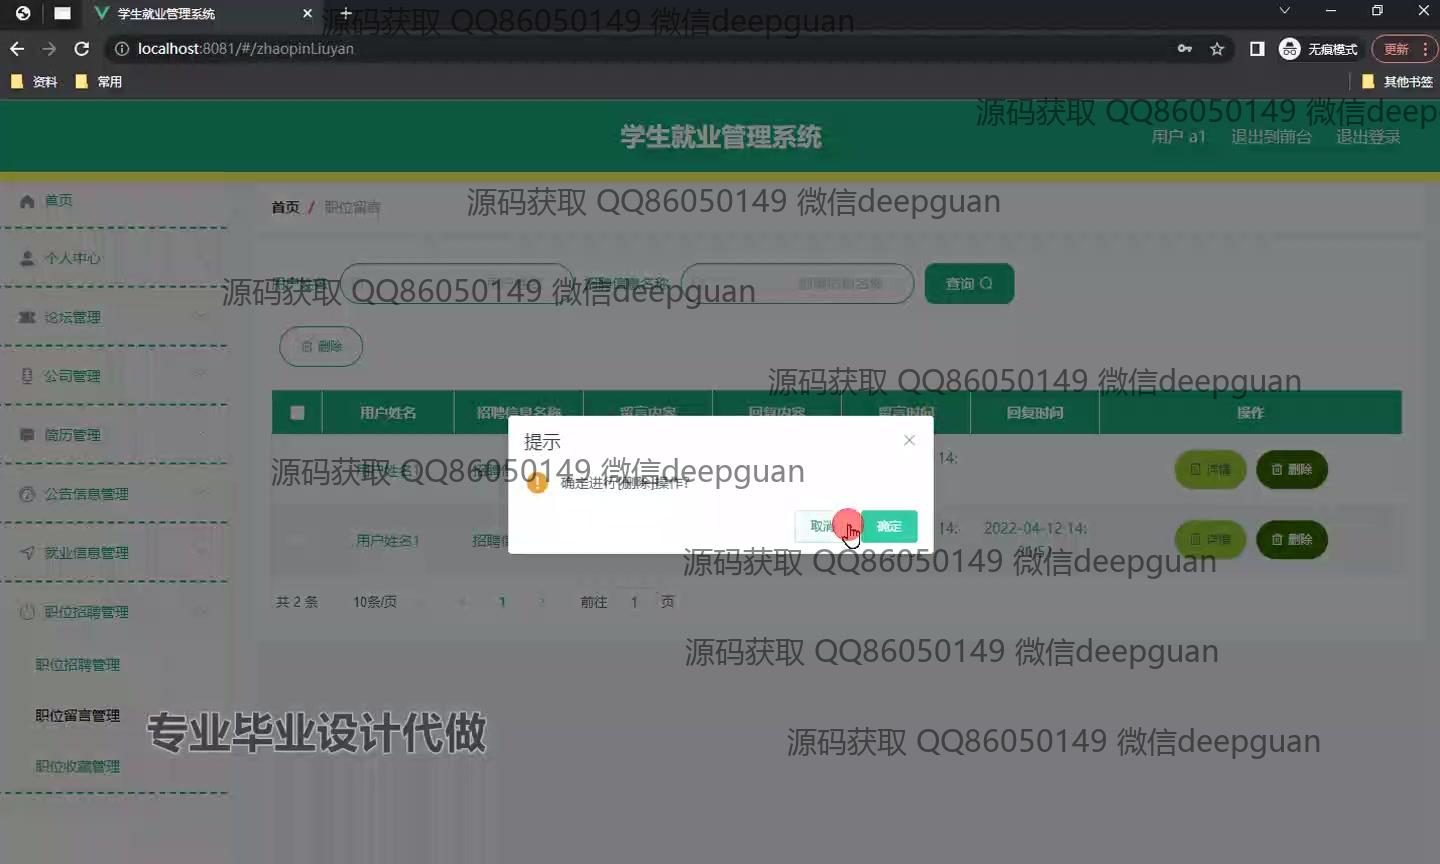 学生就业管理系统
源码获取 QQ86050149 微信deepguan
localhost:8081/#/zhaopinLiuyan
无痕模式
更新
资料
常用
其他书签
源码获取 QQ86050149 微信deep
学生就业管理系统
用户 a1
退出到前台
退出登录
首页
首页 / 职位留言
源码获取 QQ86050149 微信deepguan
个人中心
源码获取 QQ86050149 微信deepguan
招聘信息名称
查询
论坛管理
删除
公司管理
源码获取 QQ86050149 微信deepguan
用户姓名
招聘信息名称
留言内容
回复内容
留言时间
回复时间
操作
简历管理
提示
14:
详情
删除
源码获取 QQ86050149 微信deepguan
确定进行[删除]操作?
公告信息管理
取消
确定
用户姓名1
招聘信
14:
2022-04-12 14:
详情
删除
就业信息管理
源码获取 QQ86050149 微信deepguan
共 2 条
10条/页
1
前往
1
页
职位招聘管理
源码获取 QQ86050149 微信deepguan
职位招聘管理
职位留言管理
专业毕业设计代做
源码获取 QQ86050149 微信deepguan
职位收藏管理